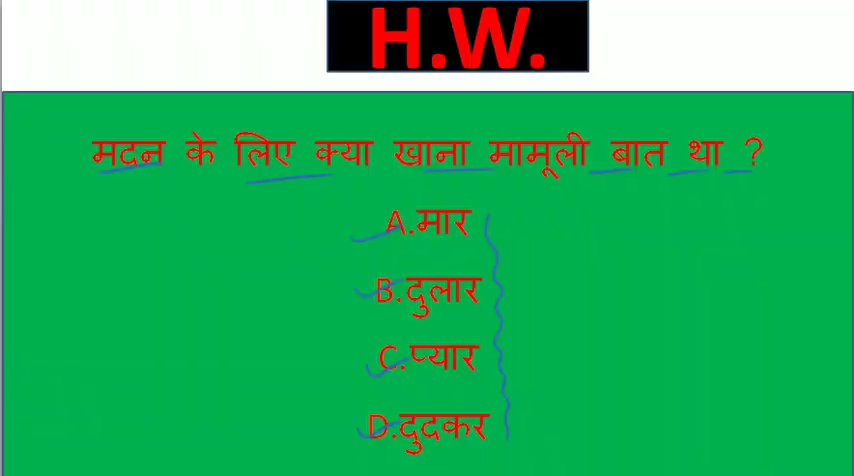 H.W.
मदन के लिए क्या खाना मामूली बात था ?
A.मार
B.दुलार
C.प्यार
D.दुदकर